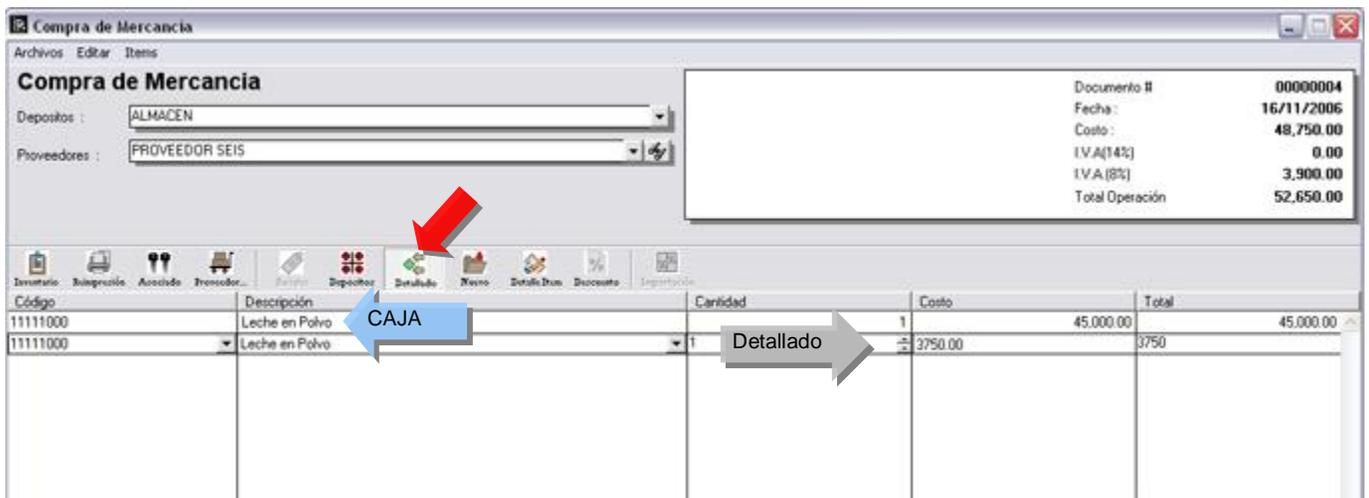 Compra de Mercancia
Archivos Editar Items
Compra de Mercancia
Depositos : ALMACEN
Proveedores : PROVEEDOR SEIS
Documento # 00000004
Fecha : 16/11/2006
Costo : 48,750.00
I.V.A(14%) 0.00
I.V.A.(8%) 3,900.00
Total Operación 52,650.00
Inventario Reimpresión Asociado Proveedor... Depositos Detallado Nuevo Detalle Item Descuento
Código Descripción Cantidad Costo Total
11111000 Leche en Polvo CAJA 1 45,000.00 45,000.00
11111000 Leche en Polvo 1 Detallado 3750.00 3750